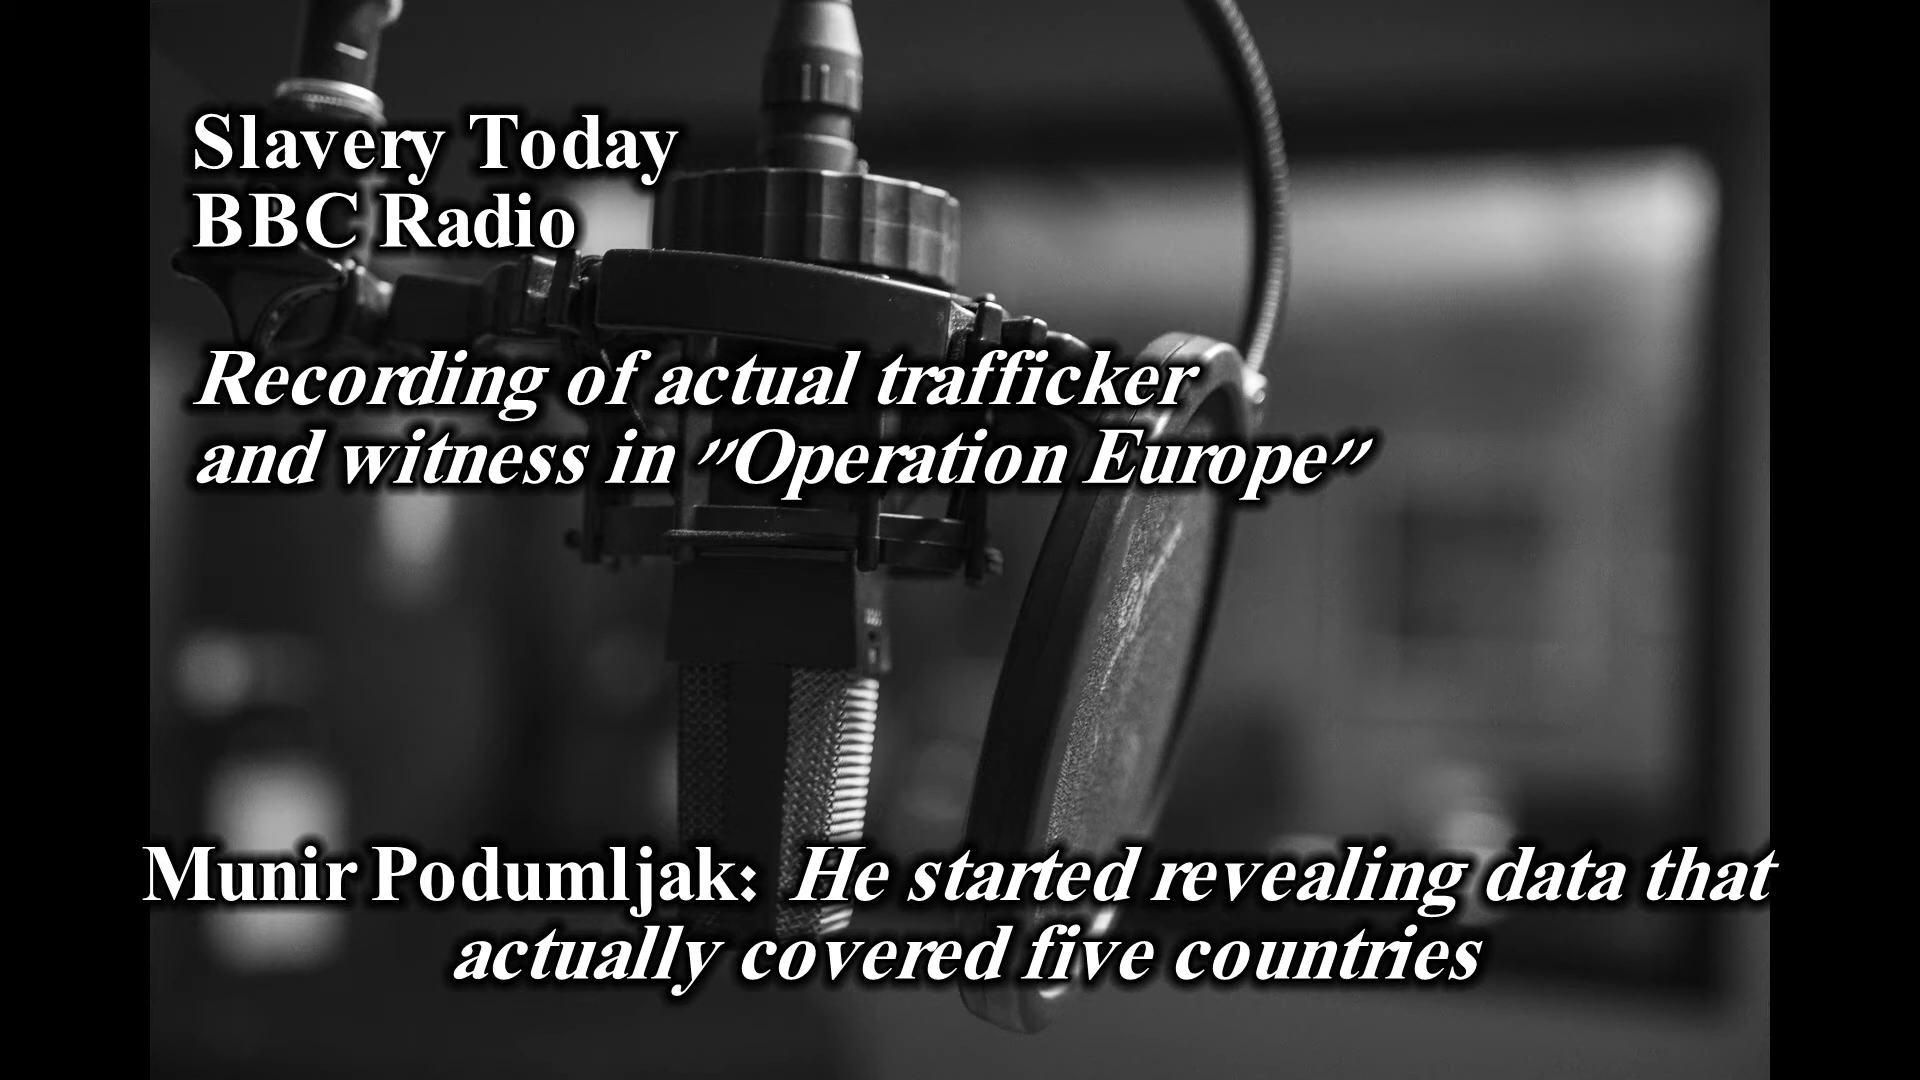 Slavery Today
BBC Radio
Recording of actual trafficker
and witness in "Operation Europe"
Munir Podumljak: He started revealing data that
actually covered five countries